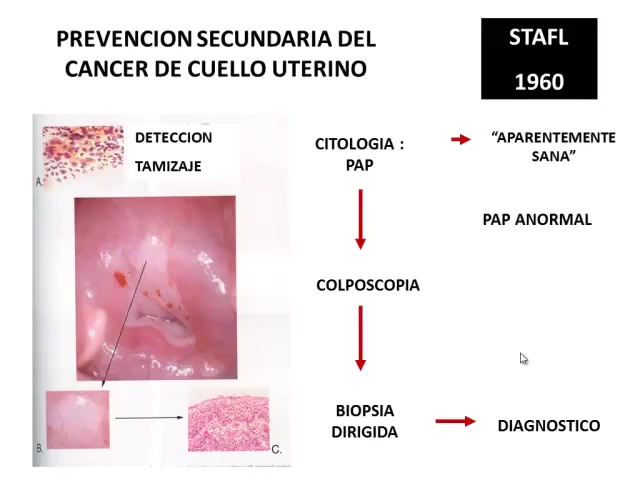 PREVENCION SECUNDARIA DEL
CANCER DE CUELLO UTERINO
STAFL
1960
DETECCION
TAMIZAJE
A.
CITOLOGIA :
PAP
"APARENTEMENTE
SANA"
PAP ANORMAL
COLPOSCOPIA
BIOPSIA
DIRIGIDA
DIAGNOSTICO
B.
C.